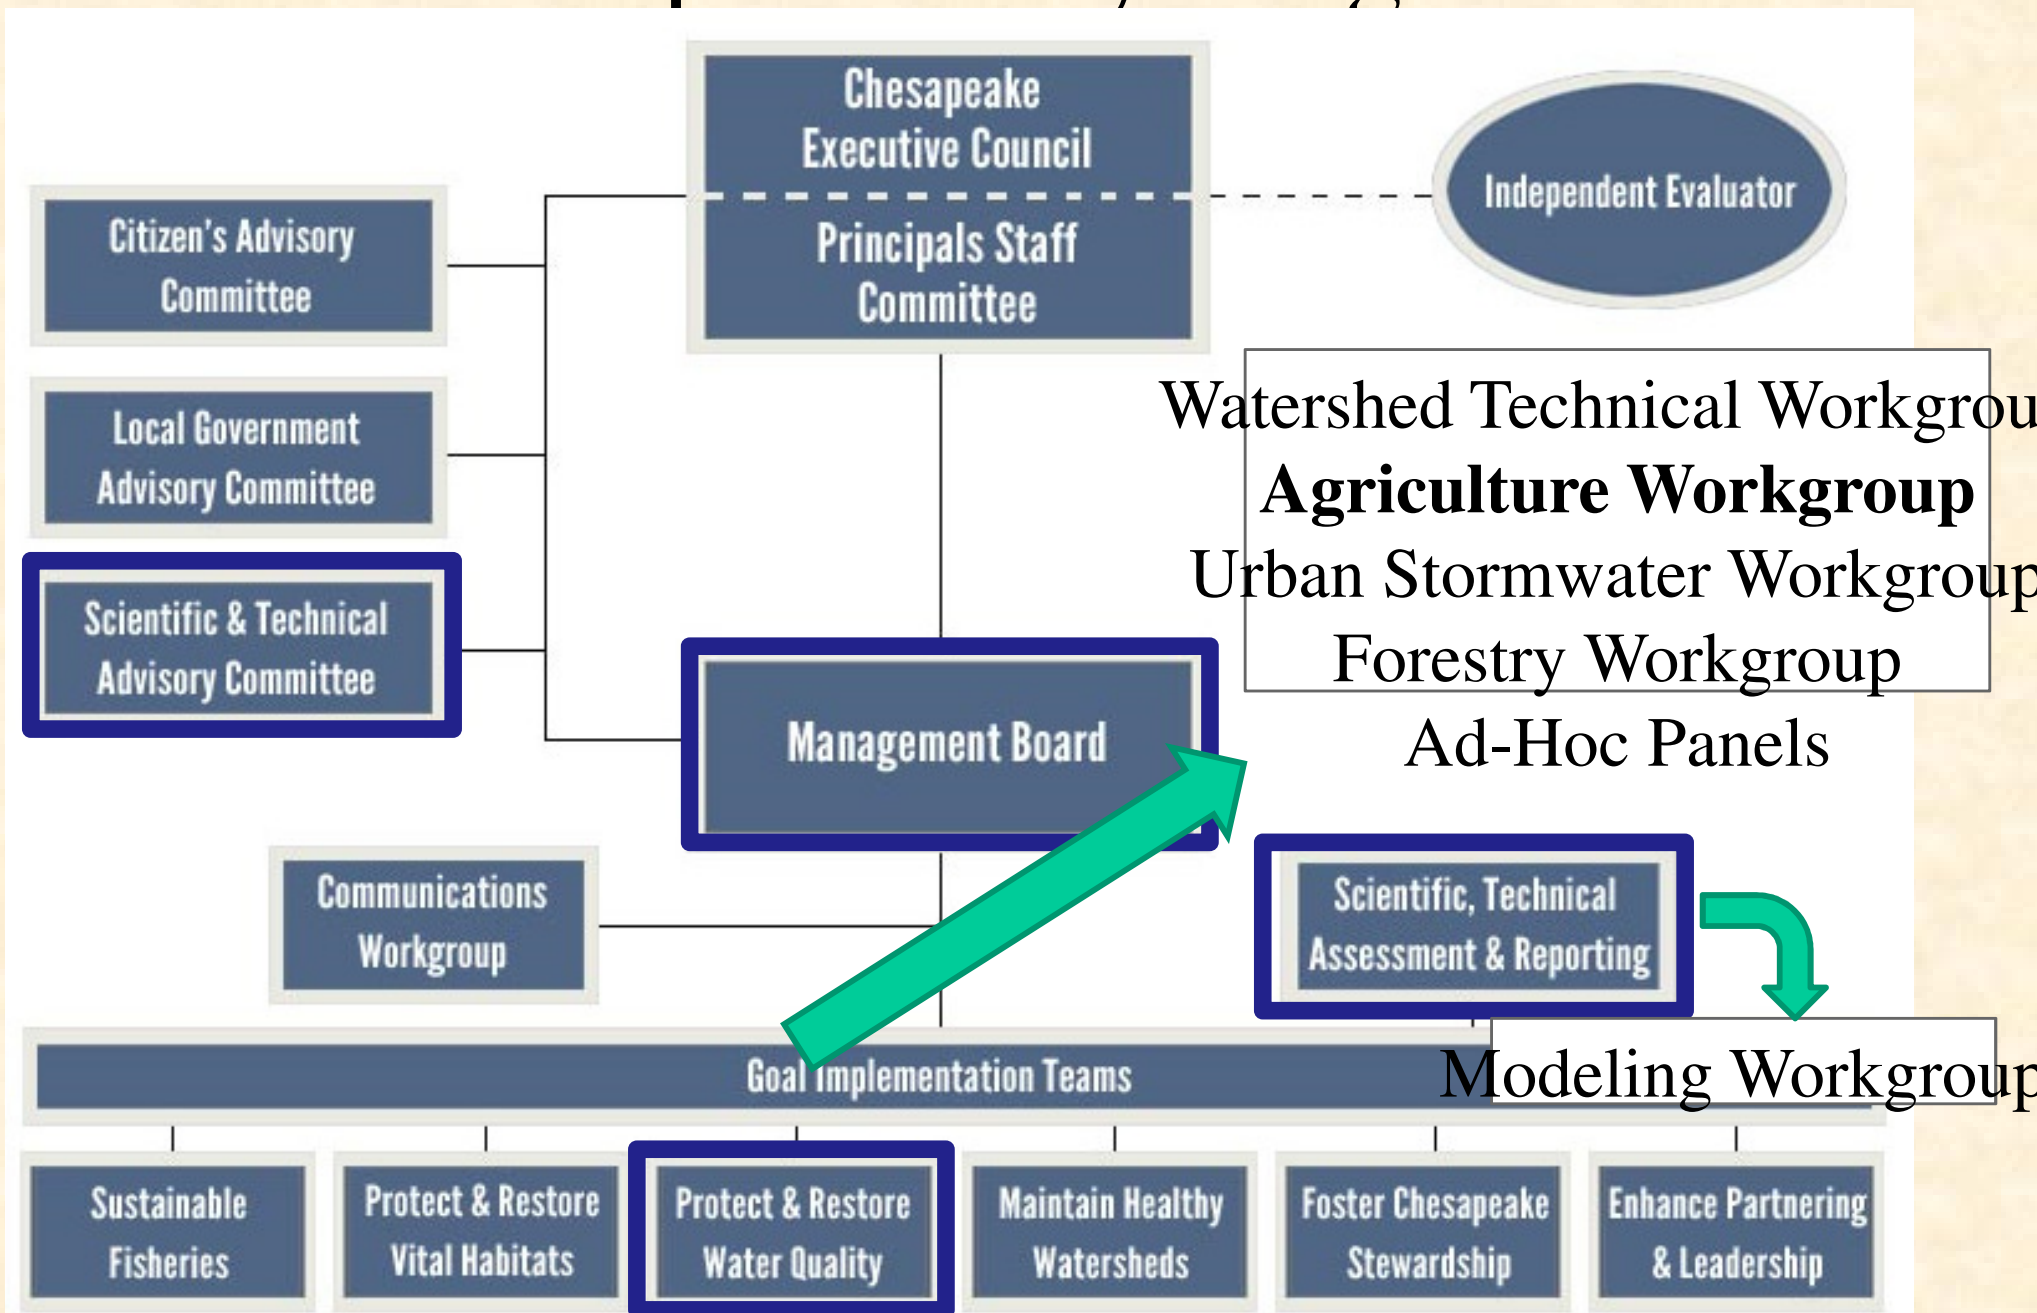 Chesapeake
Executive Council
Principals Staff
Committee
Independent Evaluator
Citizen's Advisory
Committee
Local Government
Advisory Committee
Scientific & Technical
Advisory Committee
Watershed Technical Workgrou
Agriculture Workgroup
Urban Stormwater Workgroup
Forestry Workgroup
Ad-Hoc Panels
Management Board
Communications
Workgroup
Scientific, Technical
Assessment & Reporting
Modeling Workgroup
Goal Implementation Teams
Sustainable
Fisheries
Protect & Restore
Vital Habitats
Protect & Restore
Water Quality
Maintain Healthy
Watersheds
Foster Chesapeake
Stewardship
Enhance Partnering
& Leadership